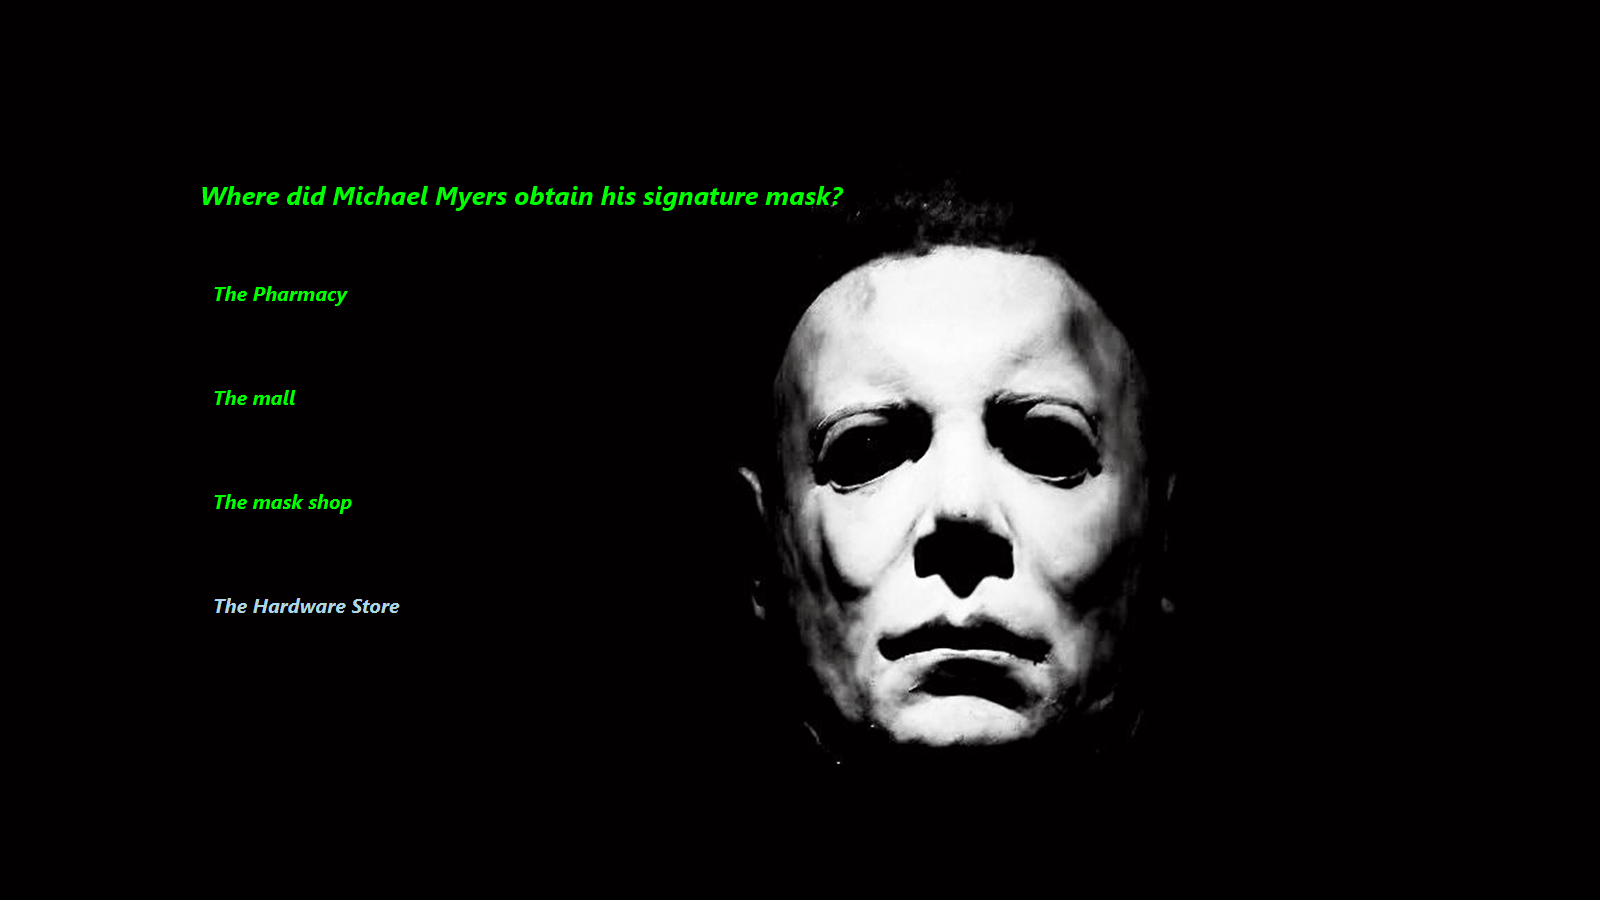 Where did Michael Myers obtain his signature mask?
The Pharmacy
The mall
The mask shop
The Hardware Store